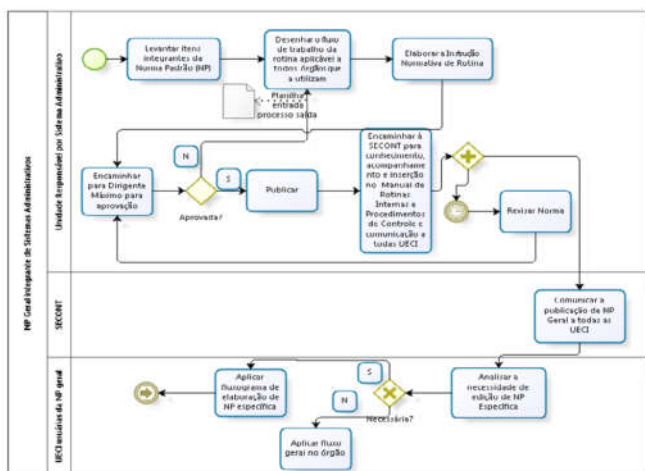 NP Geral integrante de Sistemas Administrativos
Unidade Responsável por Sistema Administrativo
Levantar itens
integrantes da
Norma Padrão (NP)
Desenhar o fluxo
de trabalho da
rotina aplicável a
todos órgãos que
a utilizam
Elaborar a Instrução
Normativa de Rotina
Planilha
entrada
processo saída
Encaminhar
para Dirigente
Máximo para
aprovação
N
S
Aprovada?
Publicar
Encaminhar à
SECONT para
conhecimento,
acompanhame
nto e inserção
no Manual de
Rotinas
Internas e
Procedimentos
de Controle e
comunicação a
todas UECI
Revisar Norma
SECONT
Comunicar a
publicação de NP
Geral a todas as
UECI
UECI usuárias da NP geral
Aplicar
fluxograma de
elaboração de
NP específica
S
N
Necessária?
Analisar a
necessidade de
edição de NP
Específica
Aplicar fluxo
geral no órgão